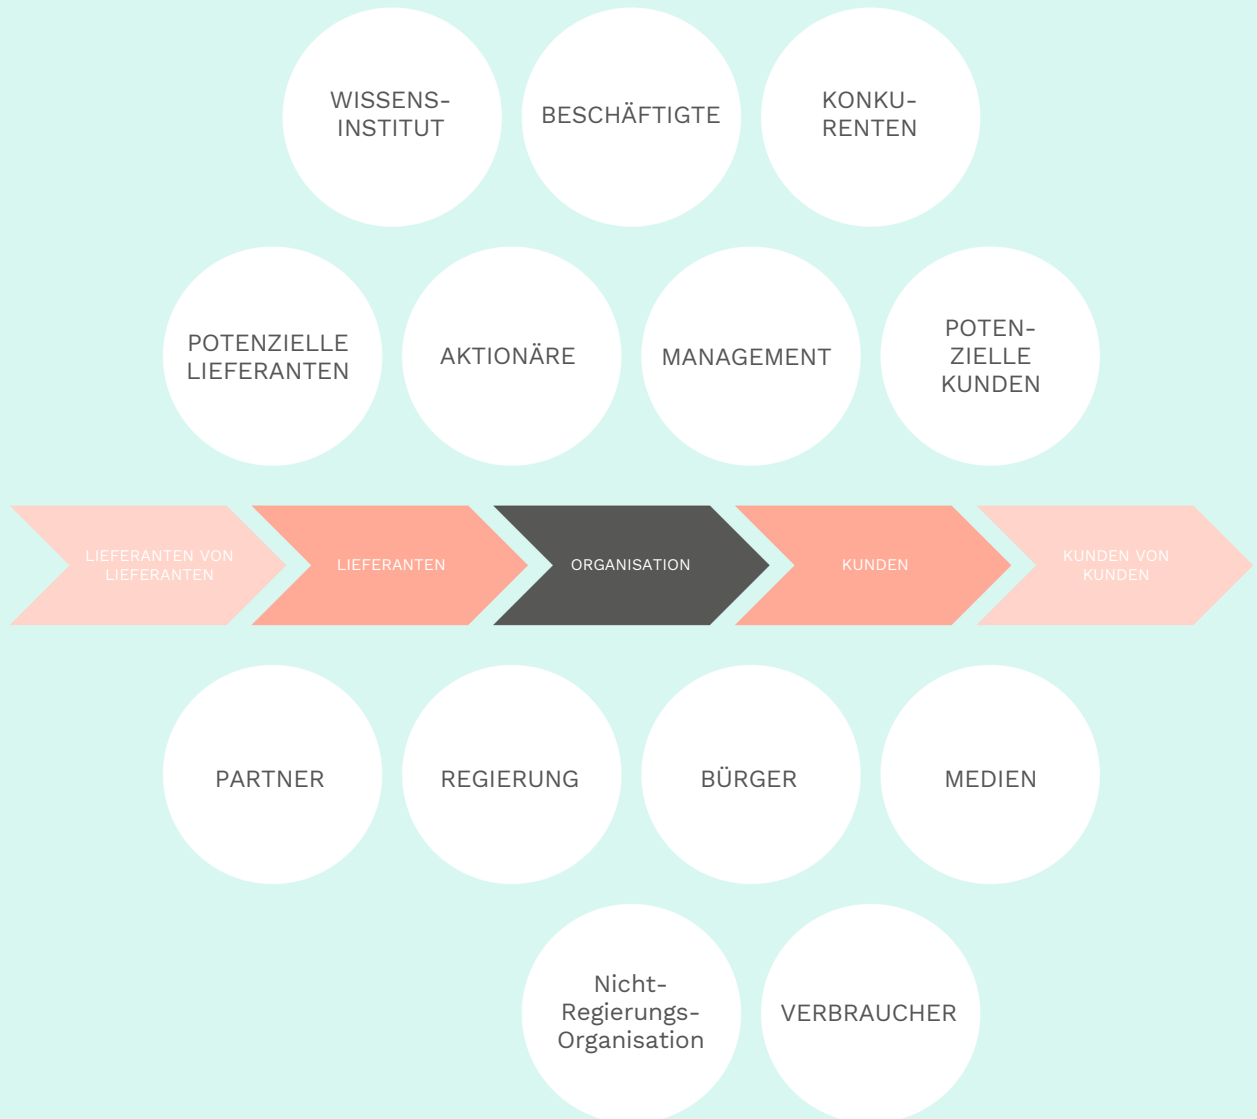 WISSENS-
INSTITUT
BESCHÄFTIGTE
KONKU-
RENTEN
POTENZIELLE
LIEFERANTEN
AKTIONÄRE
MANAGEMENT
POTEN-
ZIELLE
KUNDEN
LIEFERANTEN VON
LIEFERANTEN
LIEFERANTEN
ORGANISATION
KUNDEN
KUNDEN VON
KUNDEN
PARTNER
REGIERUNG
BÜRGER
MEDIEN
Nicht-
Regierungs-
Organisation
VERBRAUCHER